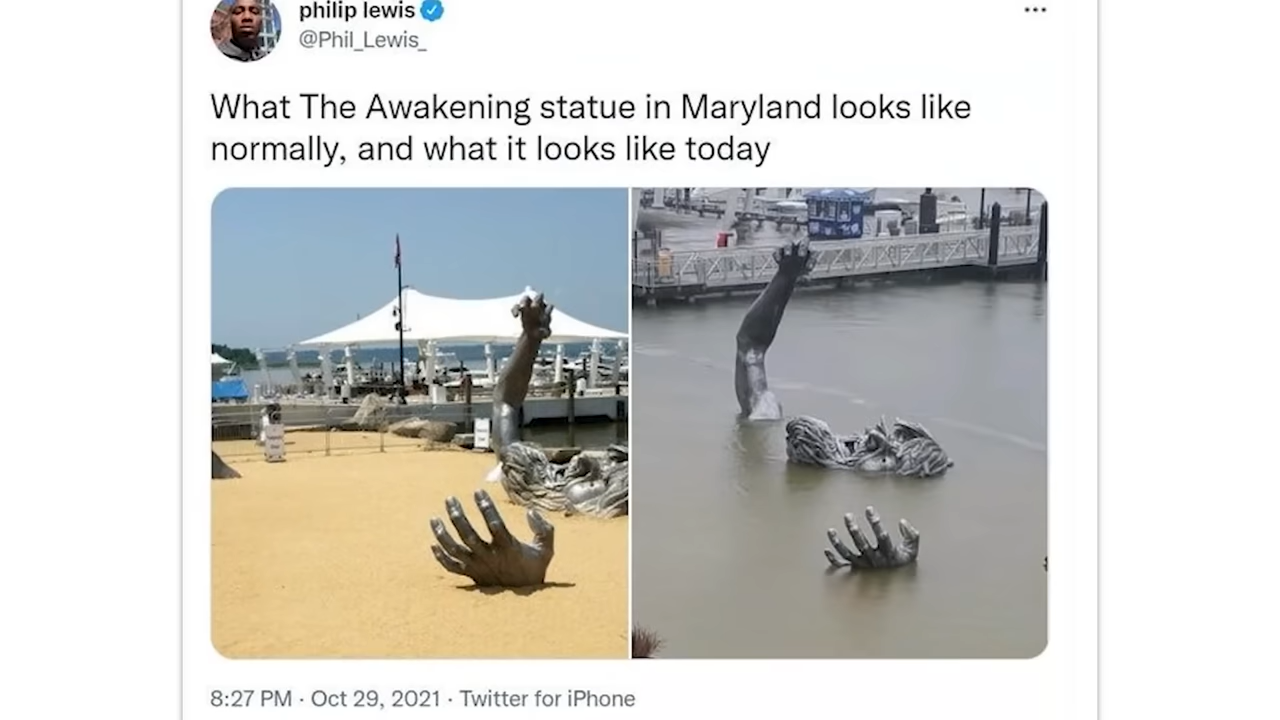 philip lewis
@Phil_Lewis_
What The Awakening statue in Maryland looks like
normally, and what it looks like today
8:27 PM · Oct 29, 2021 · Twitter for iPhone